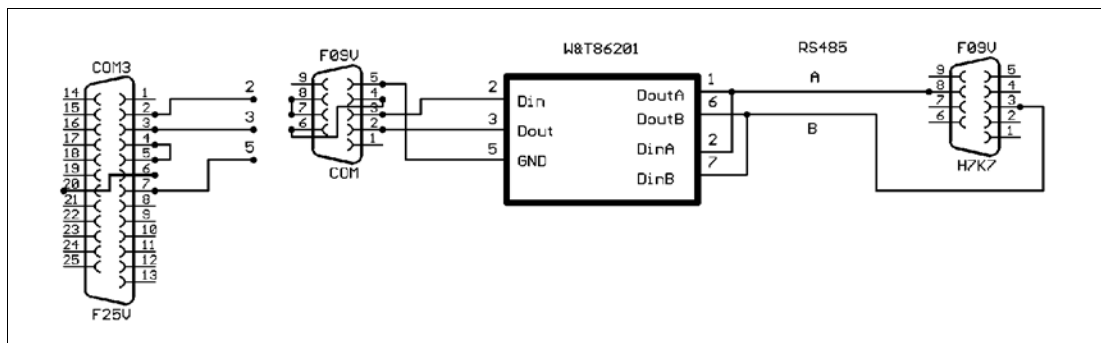 COM3
14
15
16
17
18
19
20
21
22
23
24
25
1
2
3
4
5
6
7
8
9
10
11
12
13
F25V
2
3
5
F09V
9
8
7
6
5
4
3
2
1
COM
W&T86201
2 Din
3 Dout
5 GND
DoutA 1
DoutB 6
DinA 2
DinB 7
RS485
A
B
F09V
9
8
7
6
5
4
3
2
1
H7K7